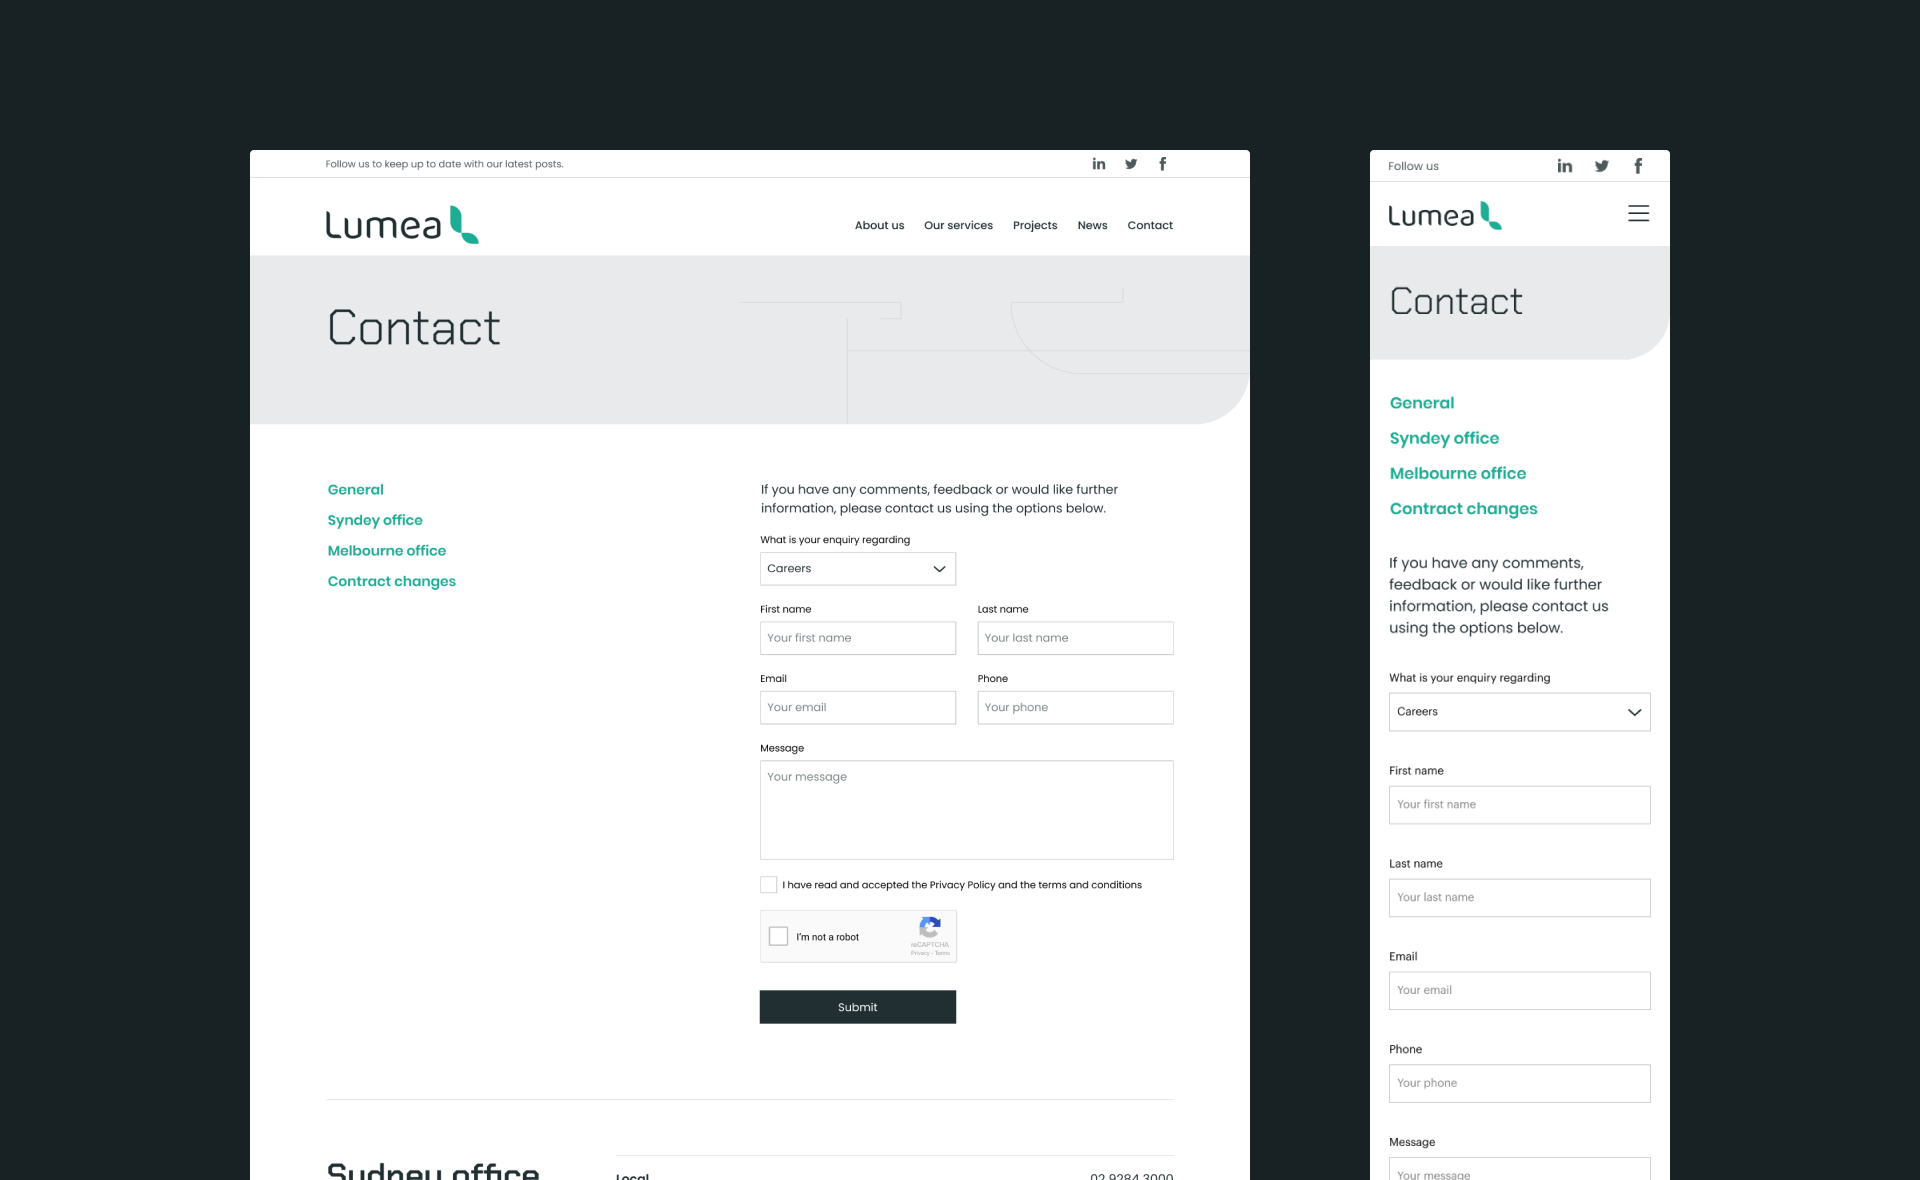 Follow us to keep up to date with our latest posts.
in
f
Lumea
About us
Our services
Projects
News
Contact
Contact
General
Syndey office
Melbourne office
Contract changes
If you have any comments, feedback or would like further
information, please contact us using the options below.
What is your enquiry regarding
Careers
First name
Last name
Your first name
Your last name
Email
Phone
Your email
Your phone
Message
Your message
I have read and accepted the Privacy Policy and the terms and conditions
I'm not a robot
reCAPTCHA
Privacy - Terms
Submit
Sydney office
Local
02 9284 3000
Follow us
in
f
Lumea
Contact
General
Syndey office
Melbourne office
Contract changes
If you have any comments,
feedback or would like further
information, please contact us
using the options below.
What is your enquiry regarding
Careers
First name
Your first name
Last name
Your last name
Email
Your email
Phone
Your phone
Message
Your message